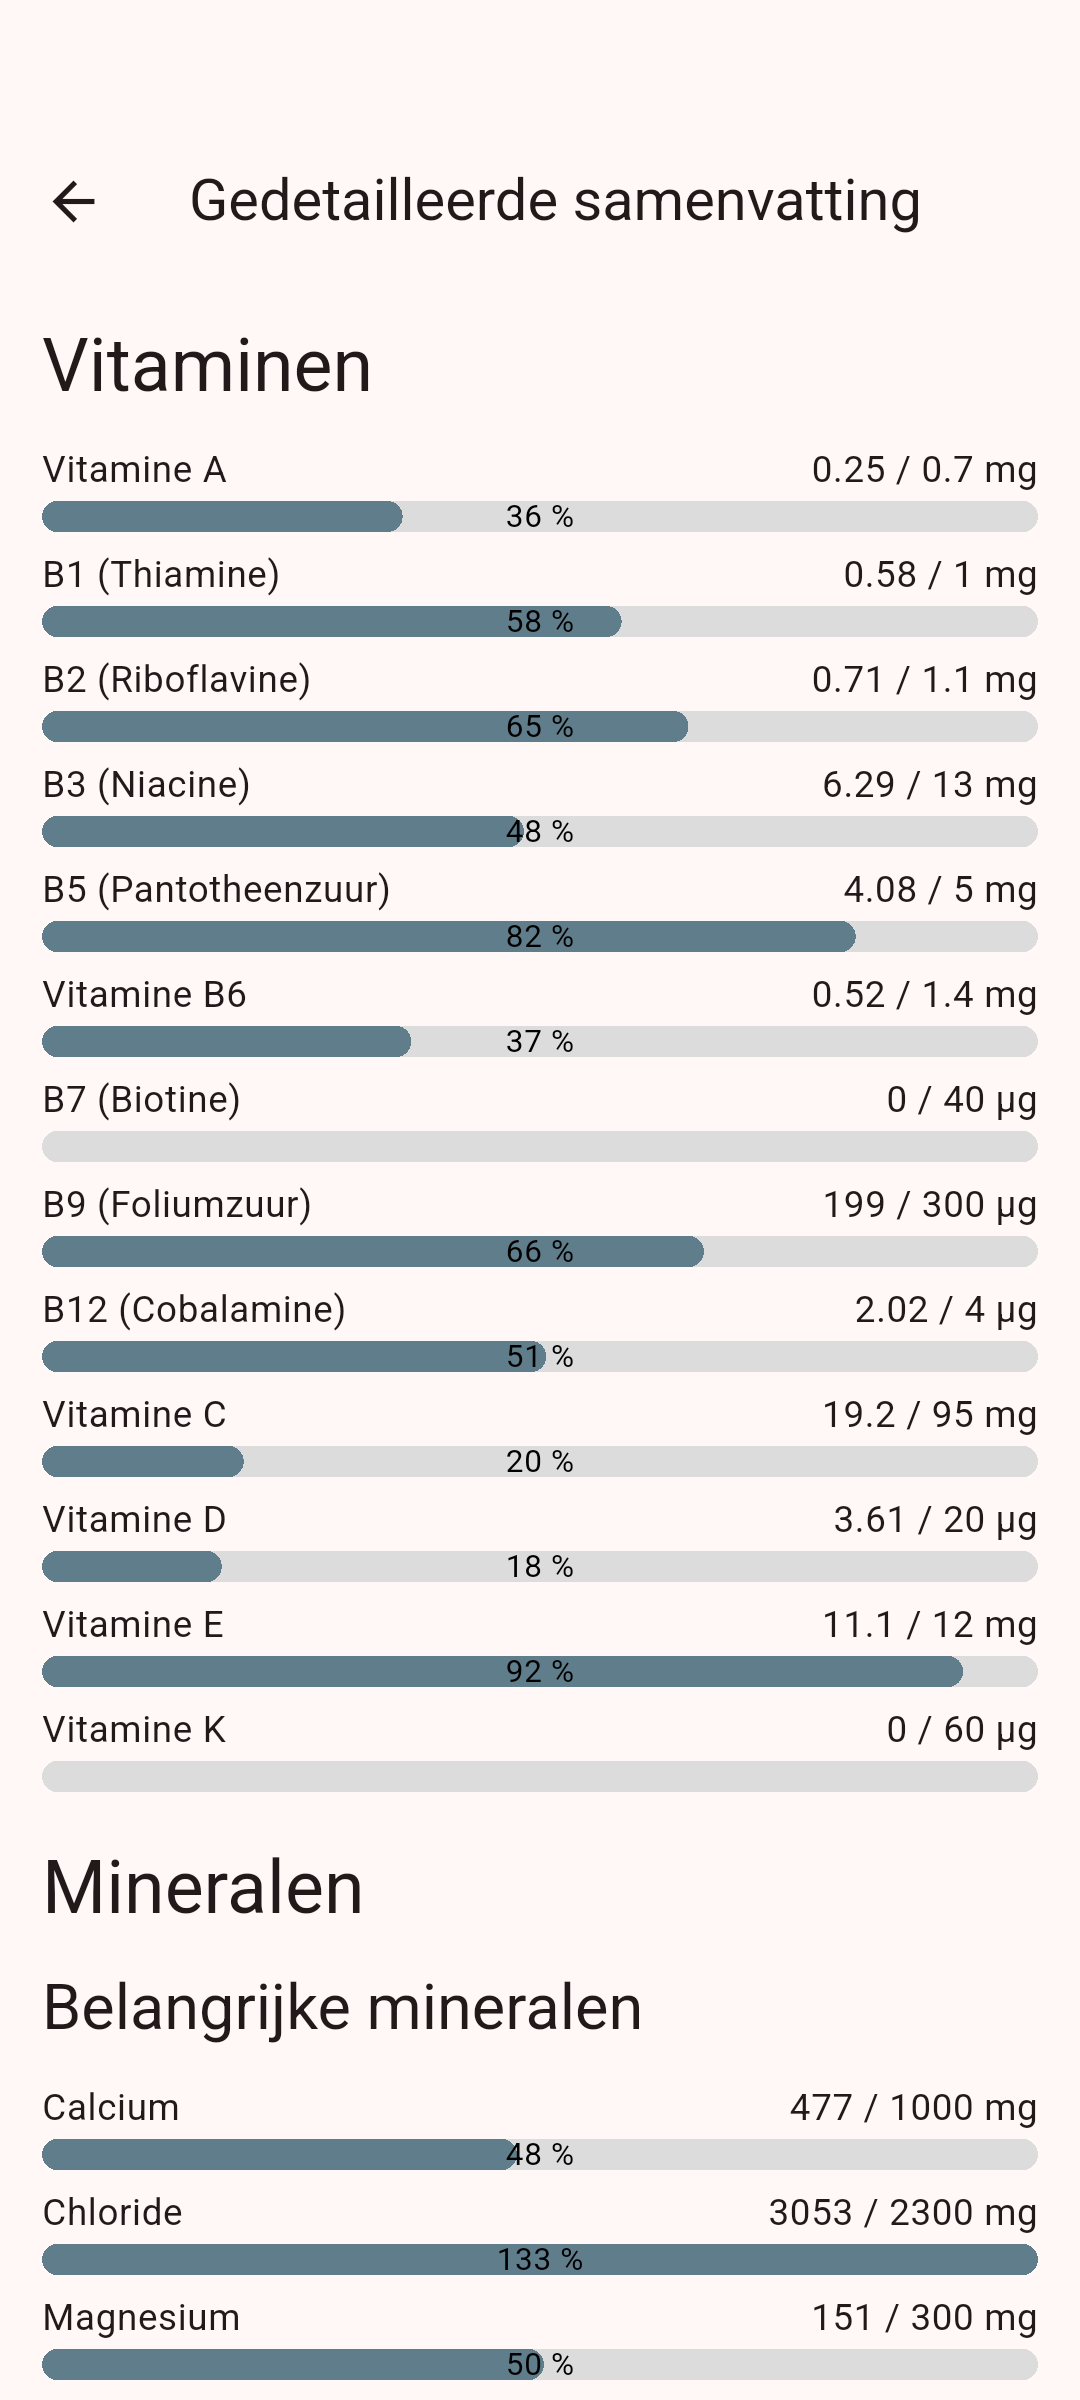 Gedetailleerde samenvatting
Vitaminen
Vitamine A 0.25 / 0.7 mg
36 %
B1 (Thiamine) 0.58 / 1 mg
58 %
B2 (Riboflavine) 0.71 / 1.1 mg
65 %
B3 (Niacine) 6.29 / 13 mg
48 %
B5 (Pantotheenzuur) 4.08 / 5 mg
82 %
Vitamine B6 0.52 / 1.4 mg
37 %
B7 (Biotine) 0 / 40 µg
B9 (Foliumzuur) 199 / 300 µg
66 %
B12 (Cobalamine) 2.02 / 4 µg
51 %
Vitamine C 19.2 / 95 mg
20 %
Vitamine D 3.61 / 20 µg
18 %
Vitamine E 11.1 / 12 mg
92 %
Vitamine K 0 / 60 µg
Mineralen
Belangrijke mineralen
Calcium 477 / 1000 mg
48 %
Chloride 3053 / 2300 mg
133 %
Magnesium 151 / 300 mg
50 %